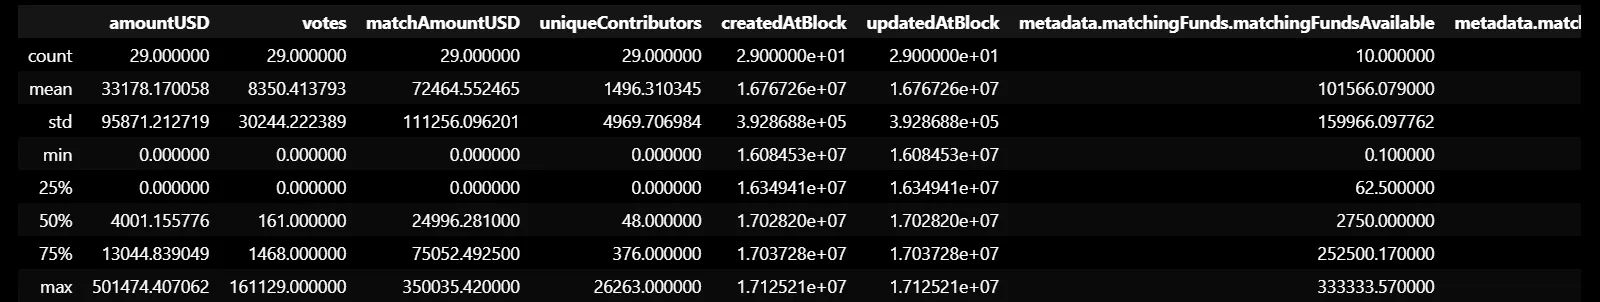 amountUSD votes matchAmountUSD uniqueContributors createdAtBlock updatedAtBlock metadata.matchingFunds.matchingFundsAvailable metadata.matc
count 29.000000 29.000000 29.000000 29.000000 2.900000e+01 2.900000e+01 10.000000
mean 33178.170058 8350.413793 72464.552465 1496.310345 1.676726e+07 1.676726e+07 101566.079000
std 95871.212719 30244.222389 111256.096201 4969.706984 3.928688e+05 3.928688e+05 159966.097762
min 0.000000 0.000000 0.000000 0.000000 1.608453e+07 1.608453e+07 0.100000
25% 0.000000 0.000000 0.000000 0.000000 1.634941e+07 1.634941e+07 62.500000
50% 4001.155776 161.000000 24996.281000 48.000000 1.702820e+07 1.702820e+07 2750.000000
75% 13044.839049 1468.000000 75052.492500 376.000000 1.703728e+07 1.703728e+07 252500.170000
max 501474.407062 161129.000000 350035.420000 26263.000000 1.712521e+07 1.712521e+07 333333.570000